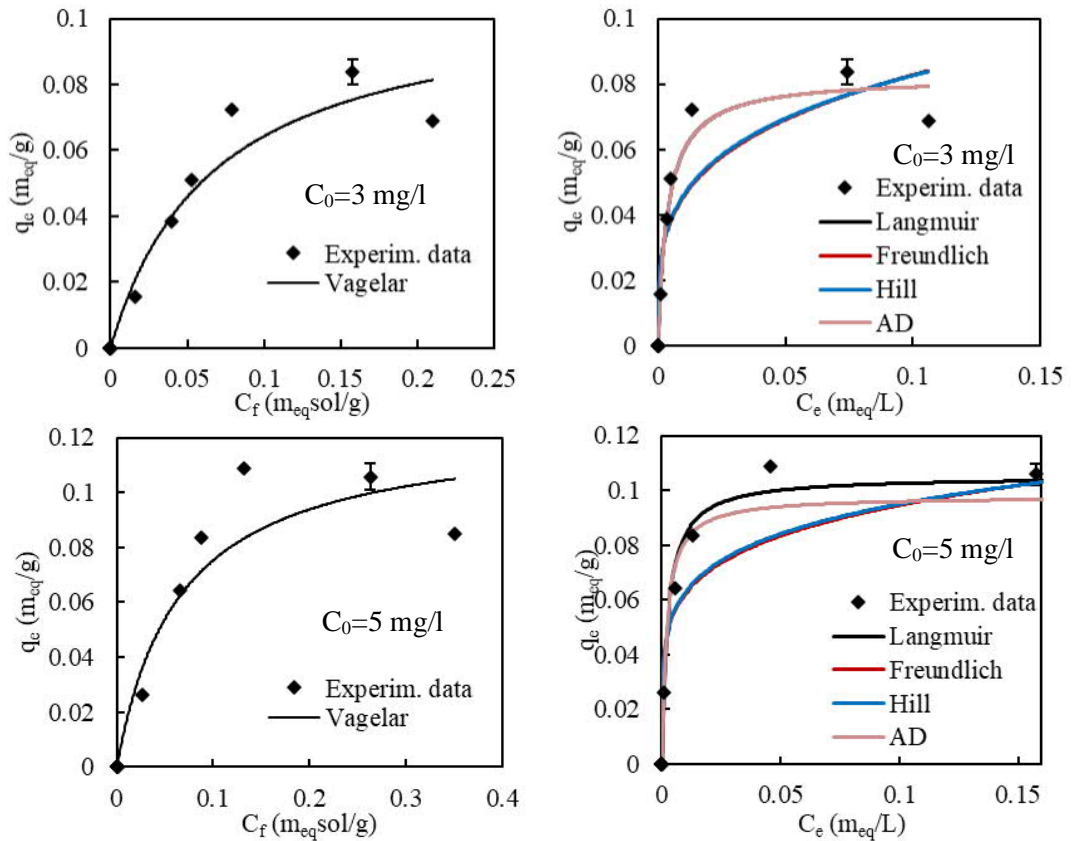 0.1
0.08
0.06
0.04
0.02
0
qe (meq/g)
C0=3 mg/l
Experim. data
Vagelar
0 0.05 0.1 0.15 0.2 0.25
Cf (meqsol/g)
0.1
0.08
0.06
0.04
0.02
0
qe (meq/g)
C0=3 mg/l
Experim. data
Langmuir
Freundlich
Hill
AD
0 0.05 0.1 0.15
Ce (meq/L)
0.12
0.1
0.08
0.06
0.04
0.02
0
qe (meq/g)
C0=5 mg/l
Experim. data
Vagelar
0 0.1 0.2 0.3 0.4
Cf (meqsol/g)
0.12
0.1
0.08
0.06
0.04
0.02
0
qe (meq/g)
C0=5 mg/l
Experim. data
Langmuir
Freundlich
Hill
AD
0 0.05 0.1 0.15
Ce (meq/L)